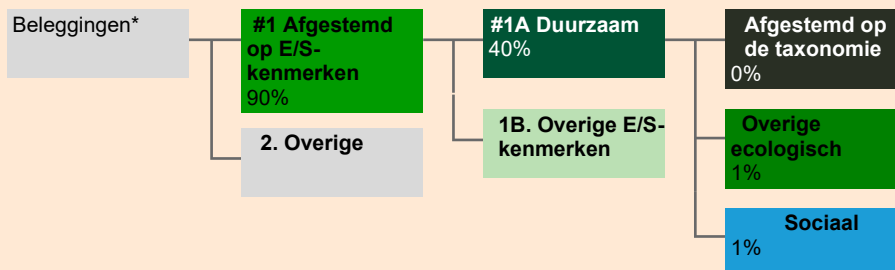 Beleggingen*
#1 Afgestemd
op E/S-
kenmerken
90%
2. Overige
#1A Duurzaam
40%
1B. Overige E/S-
kenmerken
Afgestemd op
de taxonomie
0%
Overige
ecologisch
1%
Sociaal
1%